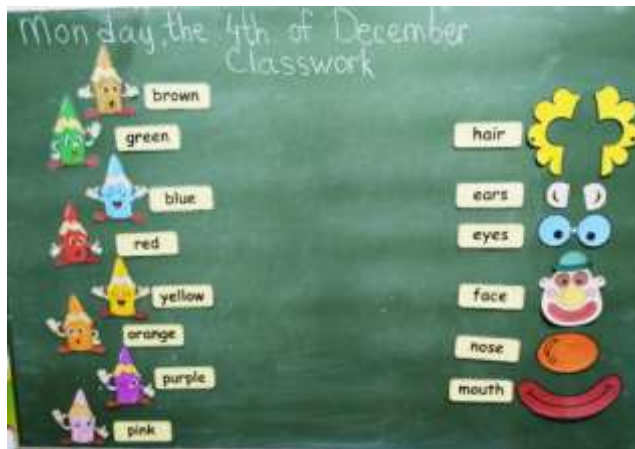 Monday, the 4th of December
Classwork
brown
green
blue
red
yellow
orange
purple
pink
hair
ears
eyes
face
nose
mouth